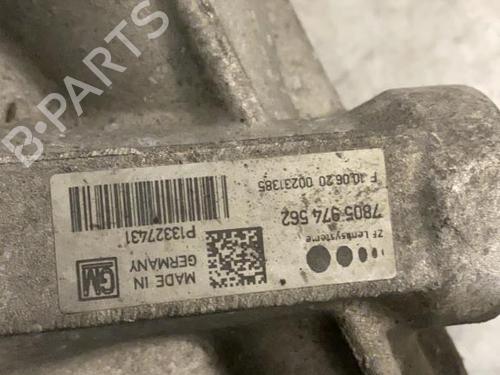 ZF Lenksysteme
7805 974 562
F 10.06.20 00231385
MADE IN
GERMANY
GM
P13327431
B-PARTS